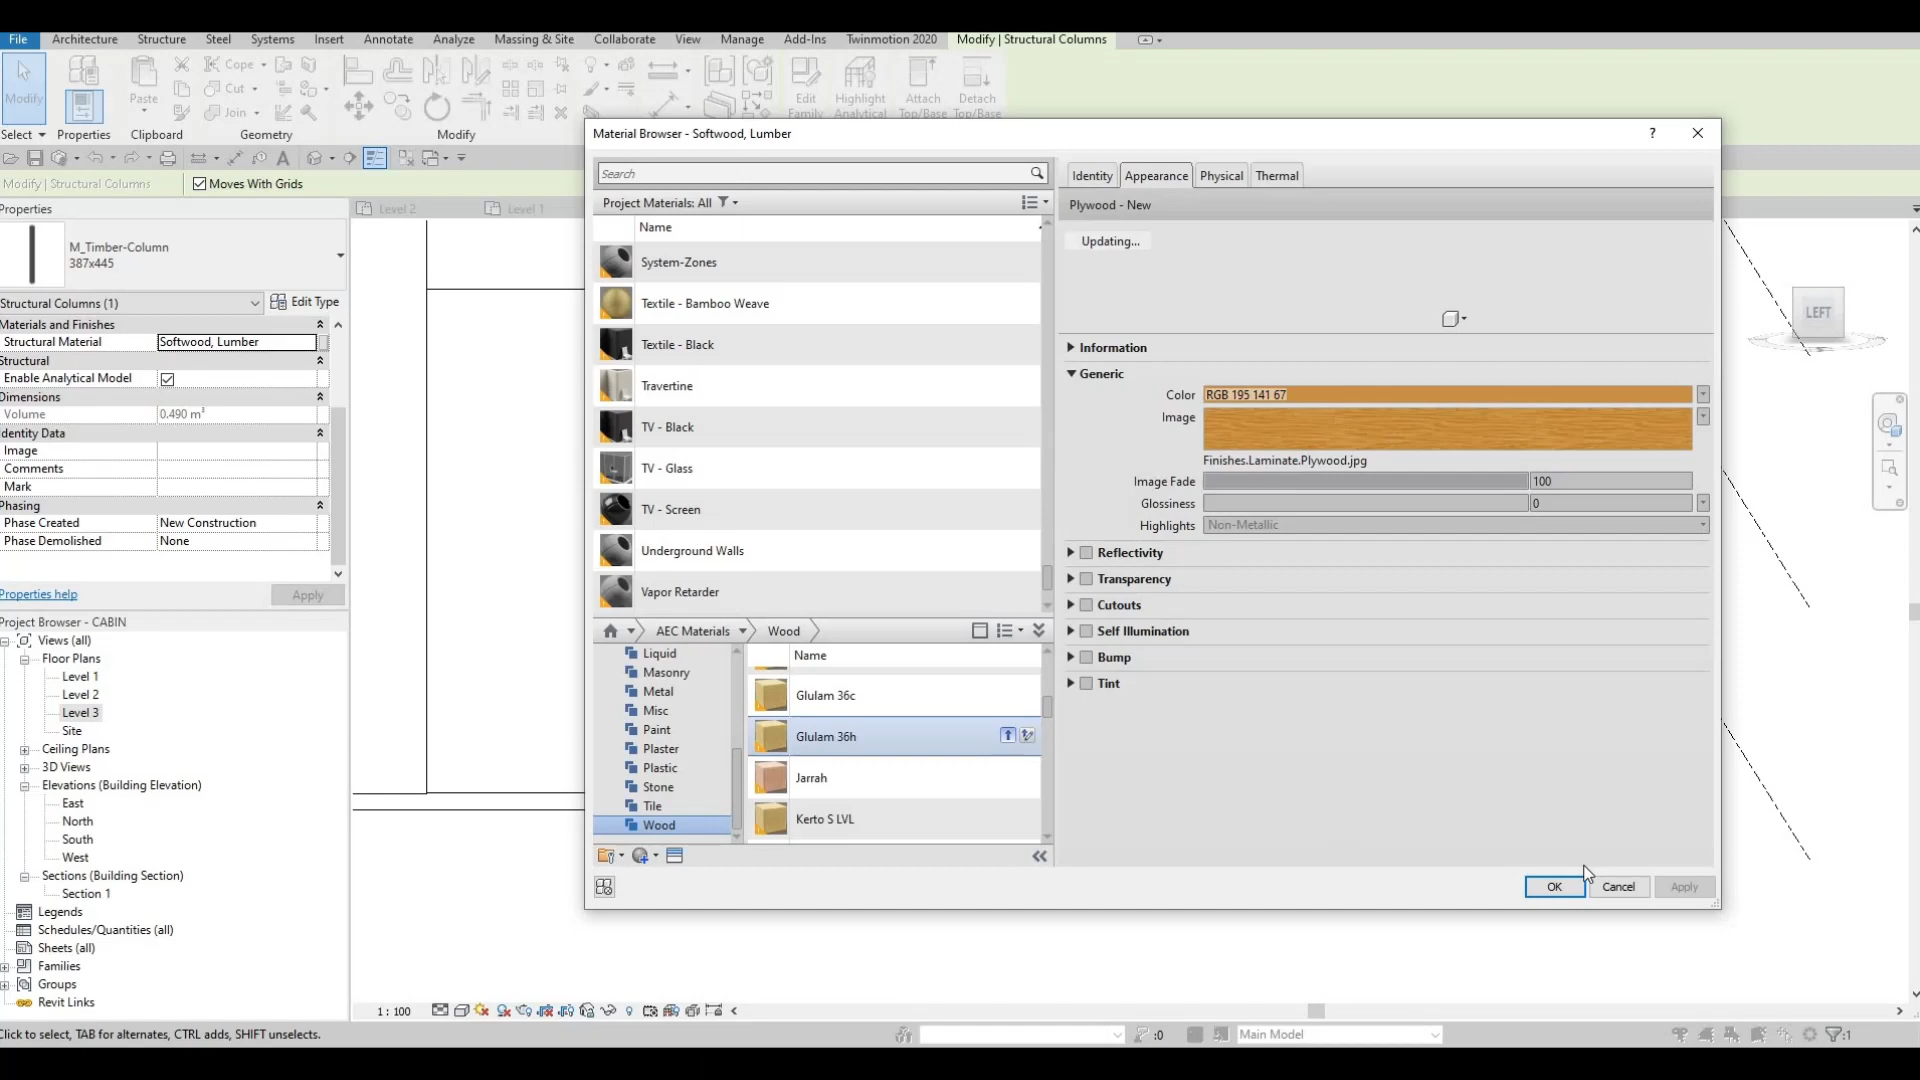 File Architecture Structure Steel Systems Insert Annotate Analyze Massing & Site Collaborate View Manage Add-Ins Twinmotion 2020 Modify | Structural Columns
Cope
Cut
Join
Modify Paste Edit Family Highlight Analytical Attach Top/Base Detach Top/Base
Select Properties Clipboard Geometry Modify
Modify | Structural Columns Moves With Grids
Properties
M_Timber-Column
387x445
Structural Columns (1) Edit Type
Materials and Finishes
Structural Material Softwood, Lumber
Structural
Enable Analytical Model
Dimensions
Volume 0.490 m³
Identity Data
Image
Comments
Mark
Phasing
Phase Created New Construction
Phase Demolished None
Properties help Apply
Project Browser - CABIN
Views (all)
Floor Plans
Level 1
Level 2
Level 3
Site
Ceiling Plans
3D Views
Elevations (Building Elevation)
East
North
South
West
Sections (Building Section)
Section 1
Legends
Schedules/Quantities (all)
Sheets (all)
Families
Groups
Revit Links
Level 2 Level 1
Material Browser - Softwood, Lumber
Search
Project Materials: All
Name
System-Zones
Textile - Bamboo Weave
Textile - Black
Travertine
TV - Black
TV - Glass
TV - Screen
Underground Walls
Vapor Retarder
AEC Materials Wood
Liquid
Masonry
Metal
Misc
Paint
Plaster
Plastic
Stone
Tile
Wood
Name
Glulam 36c
Glulam 36h
Jarrah
Kerto S LVL
Identity Appearance Physical Thermal
Plywood - New
Updating...
Information
Generic
Color RGB 195 141 67
Image
Finishes.Laminate.Plywood.jpg
Image Fade 100
Glossiness 0
Highlights Non-Metallic
Reflectivity
Transparency
Cutouts
Self Illumination
Bump
Tint
OK Cancel Apply
LEFT
1 : 100
Click to select, TAB for alternates, CTRL adds, SHIFT unselects.
:0 Main Model :1